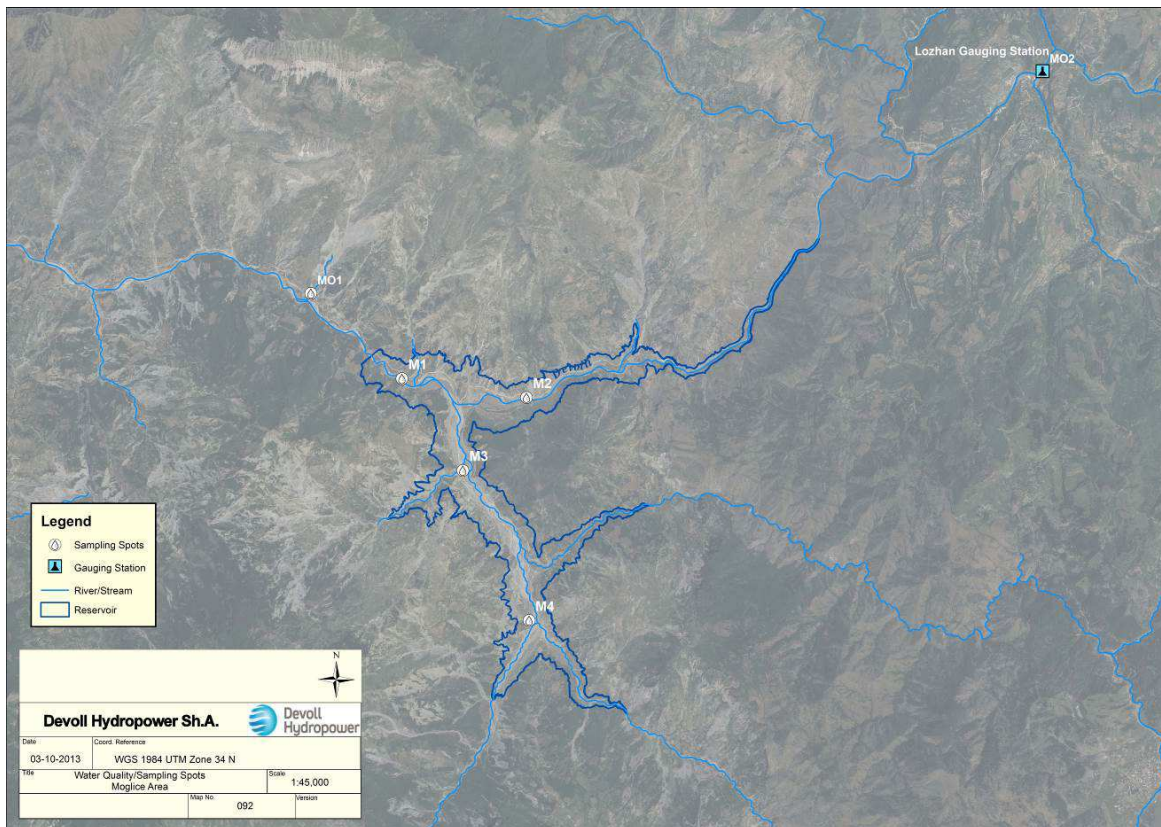 Lozhan Gauging Station
MO2
MO1
M1
M2
M3
M4
Legend
Sampling Spots
Gauging Station
River/Stream
Reservoir
N
Devoll Hydropower Sh.A.
Devoll
Hydropower
Date
Coord. Reference
03-10-2013
WGS 1984 UTM Zone 34 N
Title
Water Quality/Sampling Spots
Moglice Area
Scale
1:45,000
Map No.
092
Version